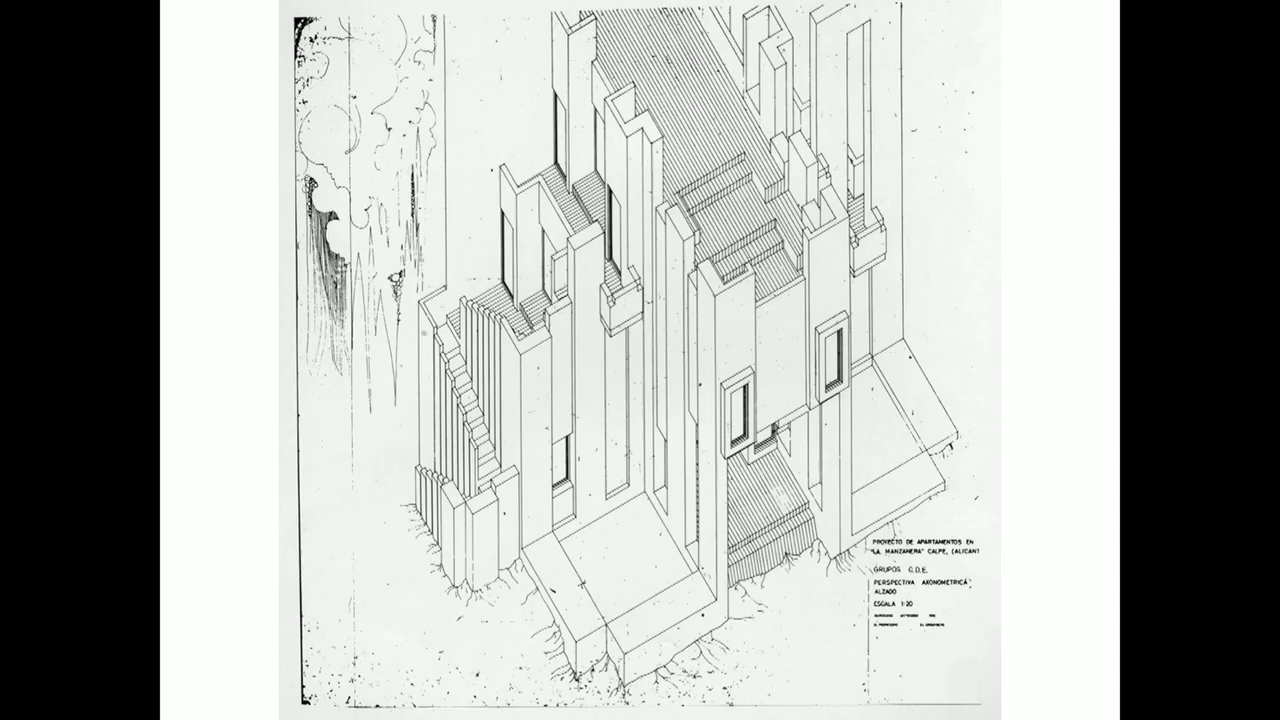 PROYECTO DE APARTAMENTOS EN
"LA MANZANERA" CALPE, (ALICANT
GRUPOS C.D.E.
PERSPECTIVA AXONOMETRICA:
ALZADO
ESCALA 1:20